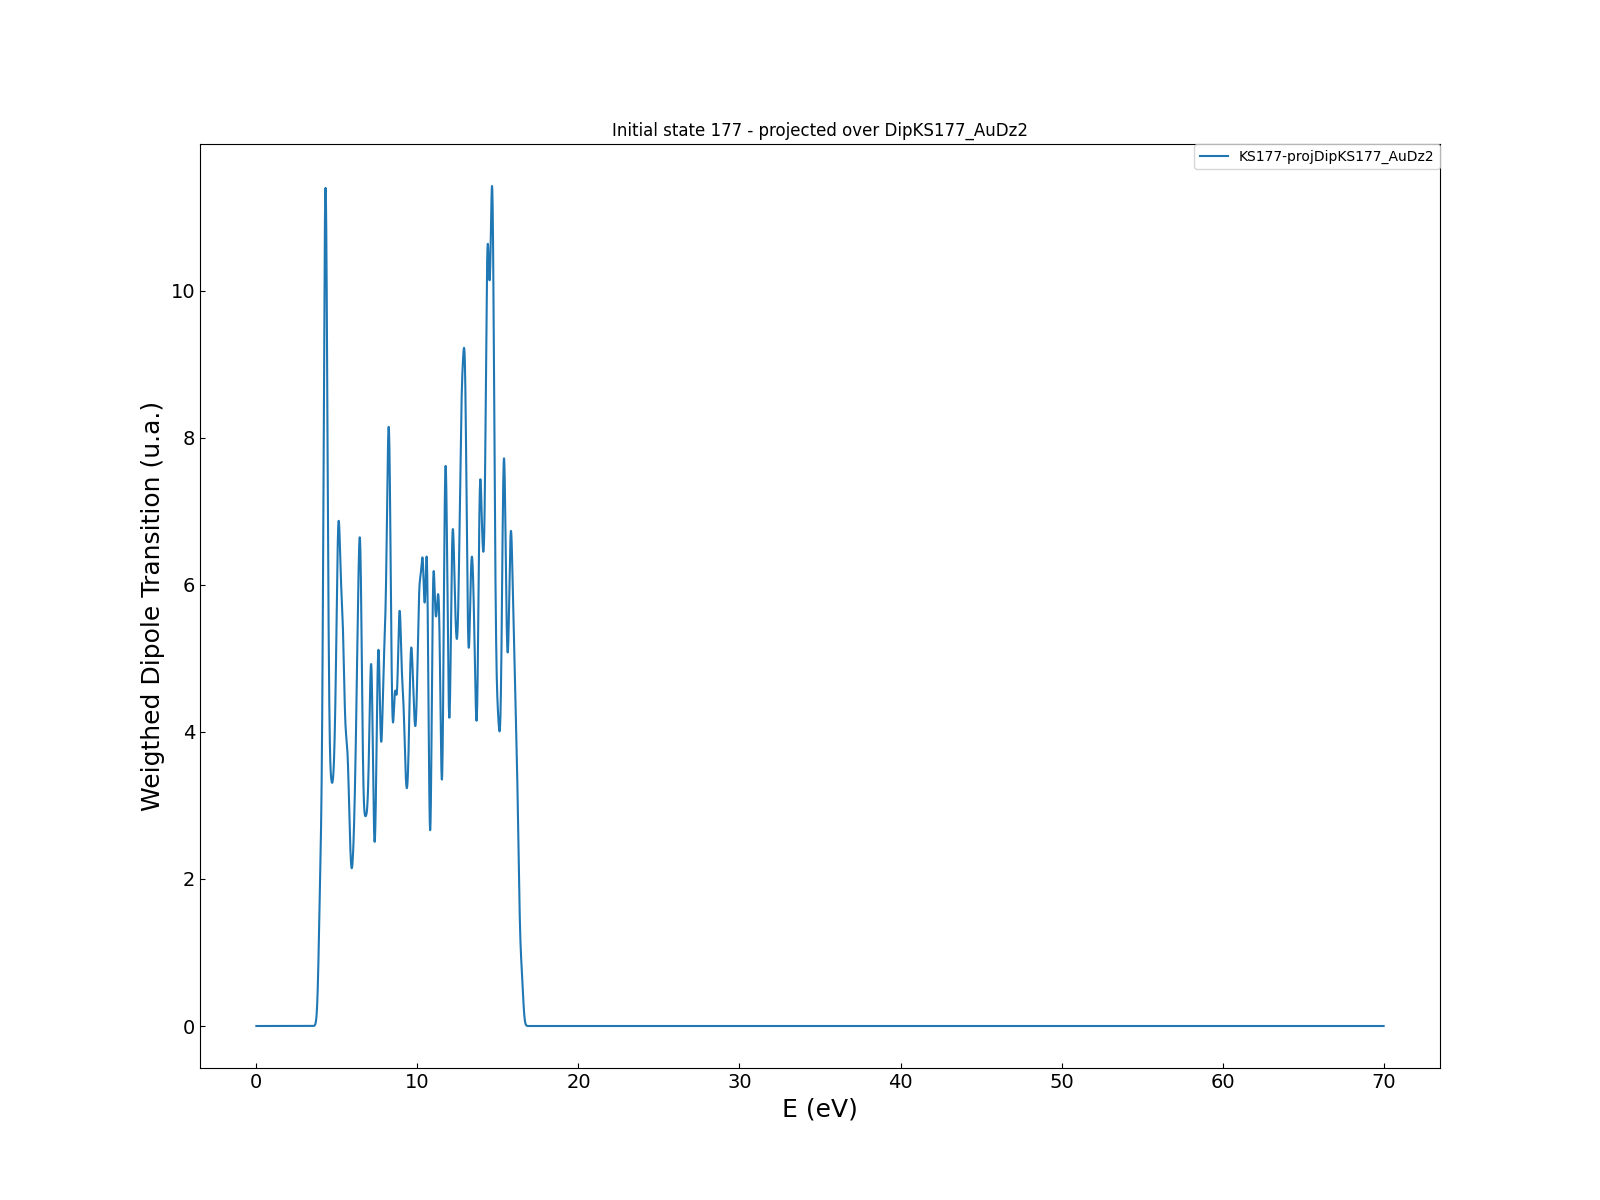 Initial state 177 - projected over DipKS177_AuDz2
KS177-projDipKS177_AuDz2
Weigthed Dipole Transition (u.a.)
10
8
6
4
2
0
0 10 20 30 40 50 60 70
E (eV)